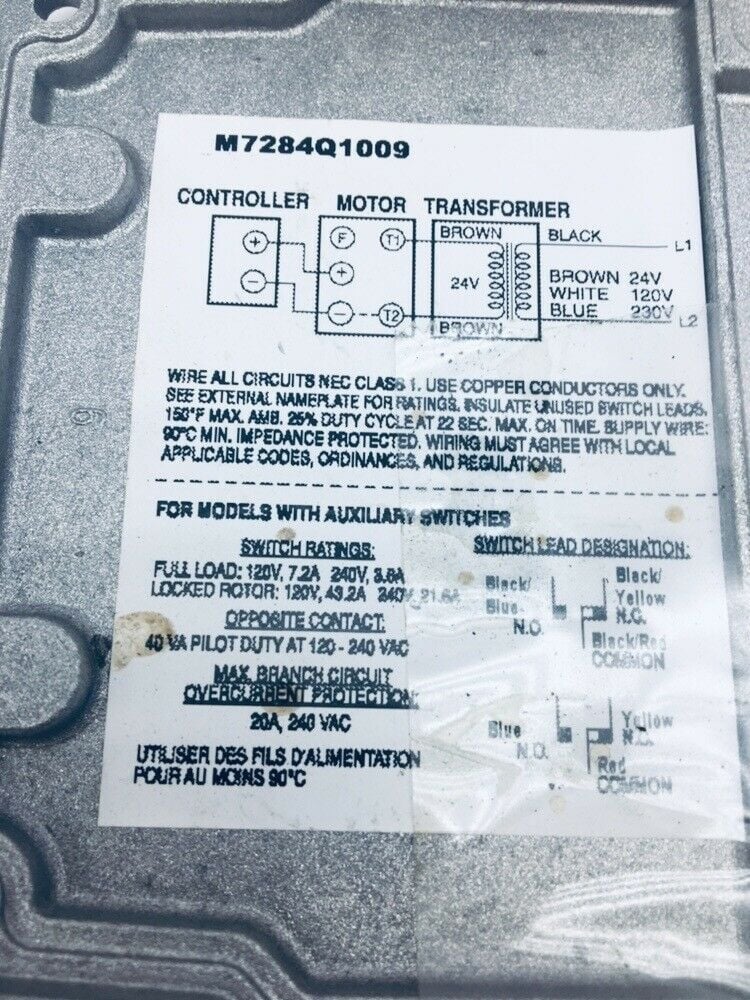 M7284Q1009
CONTROLLER MOTOR TRANSFORMER
BROWN BLACK
+ F T1 L1
+ 24V BROWN 24V
WHITE 120V
− − T2 BLUE 230V
BROWN L2
WIRE ALL CIRCUITS NEC CLASS 1. USE COPPER CONDUCTORS ONLY.
SEE EXTERNAL NAMEPLATE FOR RATINGS. INSULATE UNUSED SWITCH LEADS.
150°F MAX. AMB. 25% DUTY CYCLE AT 22 SEC. MAX. ON TIME. SUPPLY WIRE:
90°C MIN. IMPEDANCE PROTECTED. WIRING MUST AGREE WITH LOCAL
APPLICABLE CODES, ORDINANCES, AND REGULATIONS.
FOR MODELS WITH AUXILIARY SWITCHES
SWITCH RATINGS:
FULL LOAD: 120V, 7.2A 240V, 3.6A
LOCKED ROTOR: 120V, 43.2A 240V, 21.6A
OPPOSITE CONTACT:
40 VA PILOT DUTY AT 120 - 240 VAC
MAX. BRANCH CIRCUIT
OVERCURRENT PROTECTION:
20A, 240 VAC
UTILISER DES FILS D'ALIMENTATION
POUR AU MOINS 90°C
SWITCH LEAD DESIGNATION:
Black/ Black/
Blue Yellow
N.O. N.C.
Black/Red
COMMON
Blue Yellow
N.O.
Red
COMMON